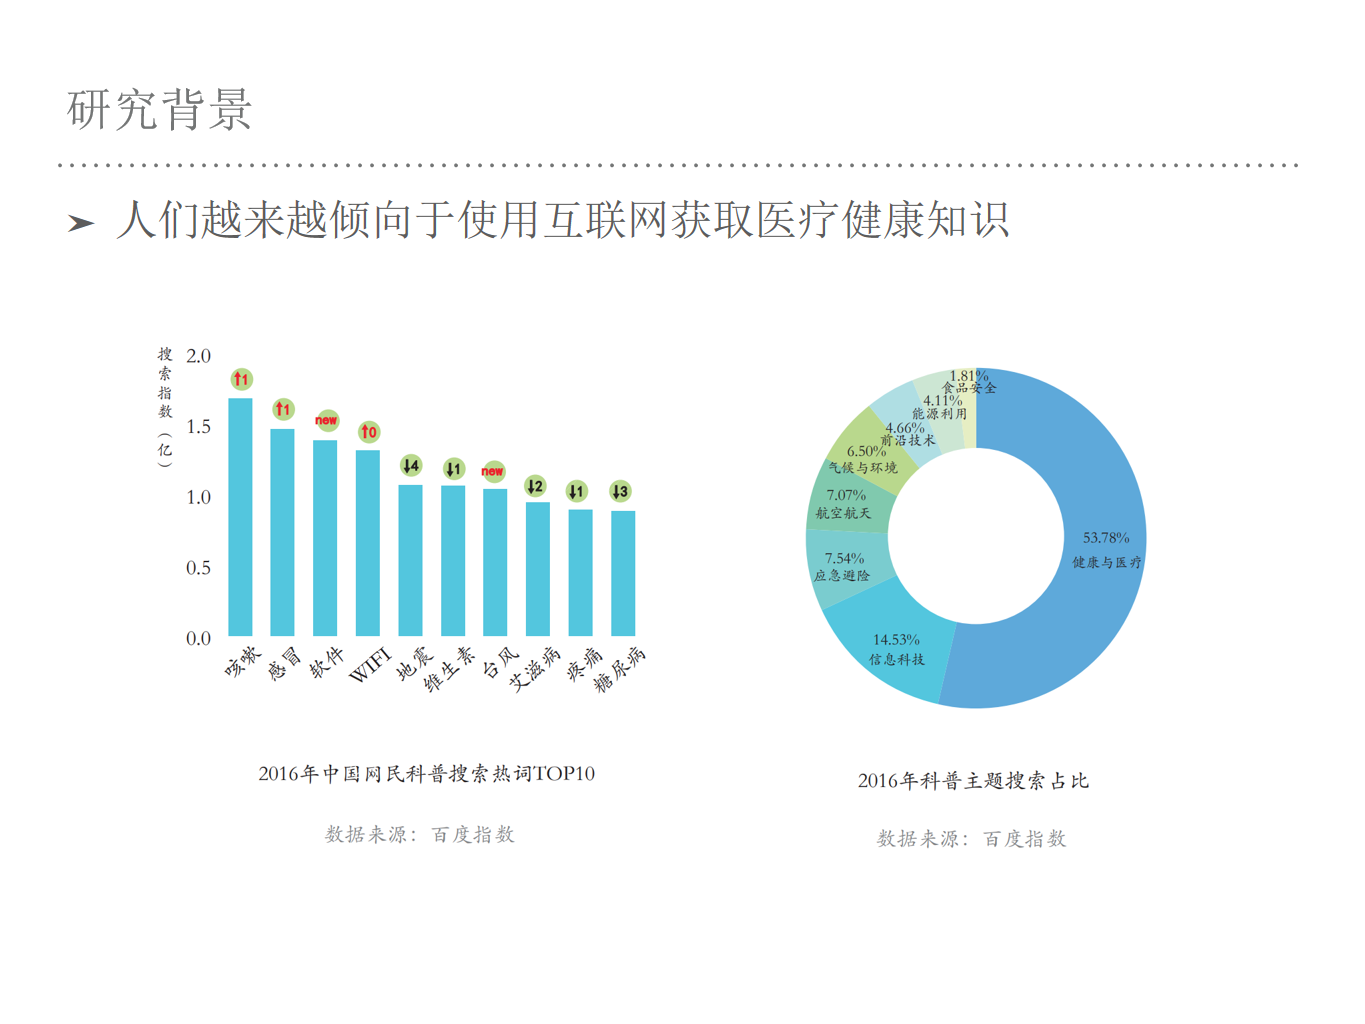 研究背景
➤ 人们越来越倾向于使用互联网获取医疗健康知识
搜索指数（亿）
2.0
1.5
1.0
0.5
0.0
↑1
↑1
new
↑0
↓4
↓1
new
↓2
↓1
↓3
咳嗽
感冒
软件
WIFI
地震
维生素
台风
艾滋病
疼痛
糖尿病
2016年中国网民科普搜索热词TOP10
数据来源：百度指数
1.81%
食品安全
4.11%
能源利用
4.66%
前沿技术
6.50%
气候与环境
7.07%
航空航天
7.54%
应急避险
14.53%
信息科技
53.78%
健康与医疗
2016年科普主题搜索占比
数据来源：百度指数